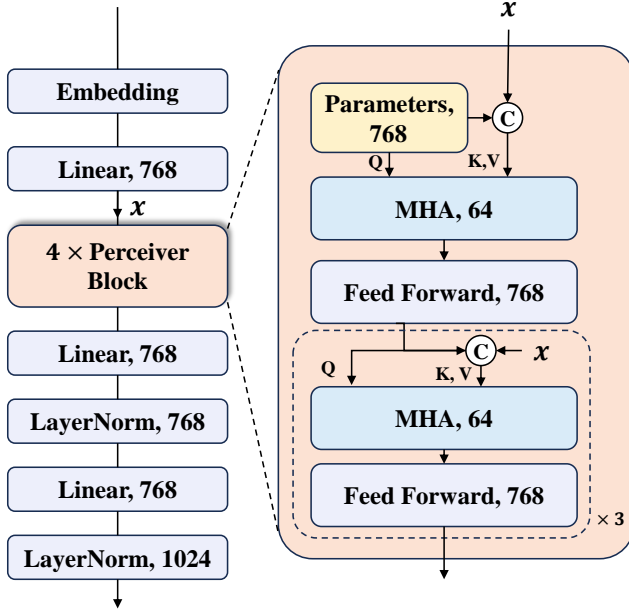 Embedding
Linear, 768
x
4 × Perceiver
Block
Linear, 768
LayerNorm, 768
Linear, 768
LayerNorm, 1024
x
Parameters,
768
C
Q
K,V
MHA, 64
Feed Forward, 768
C
x
Q
K, V
MHA, 64
Feed Forward, 768
× 3